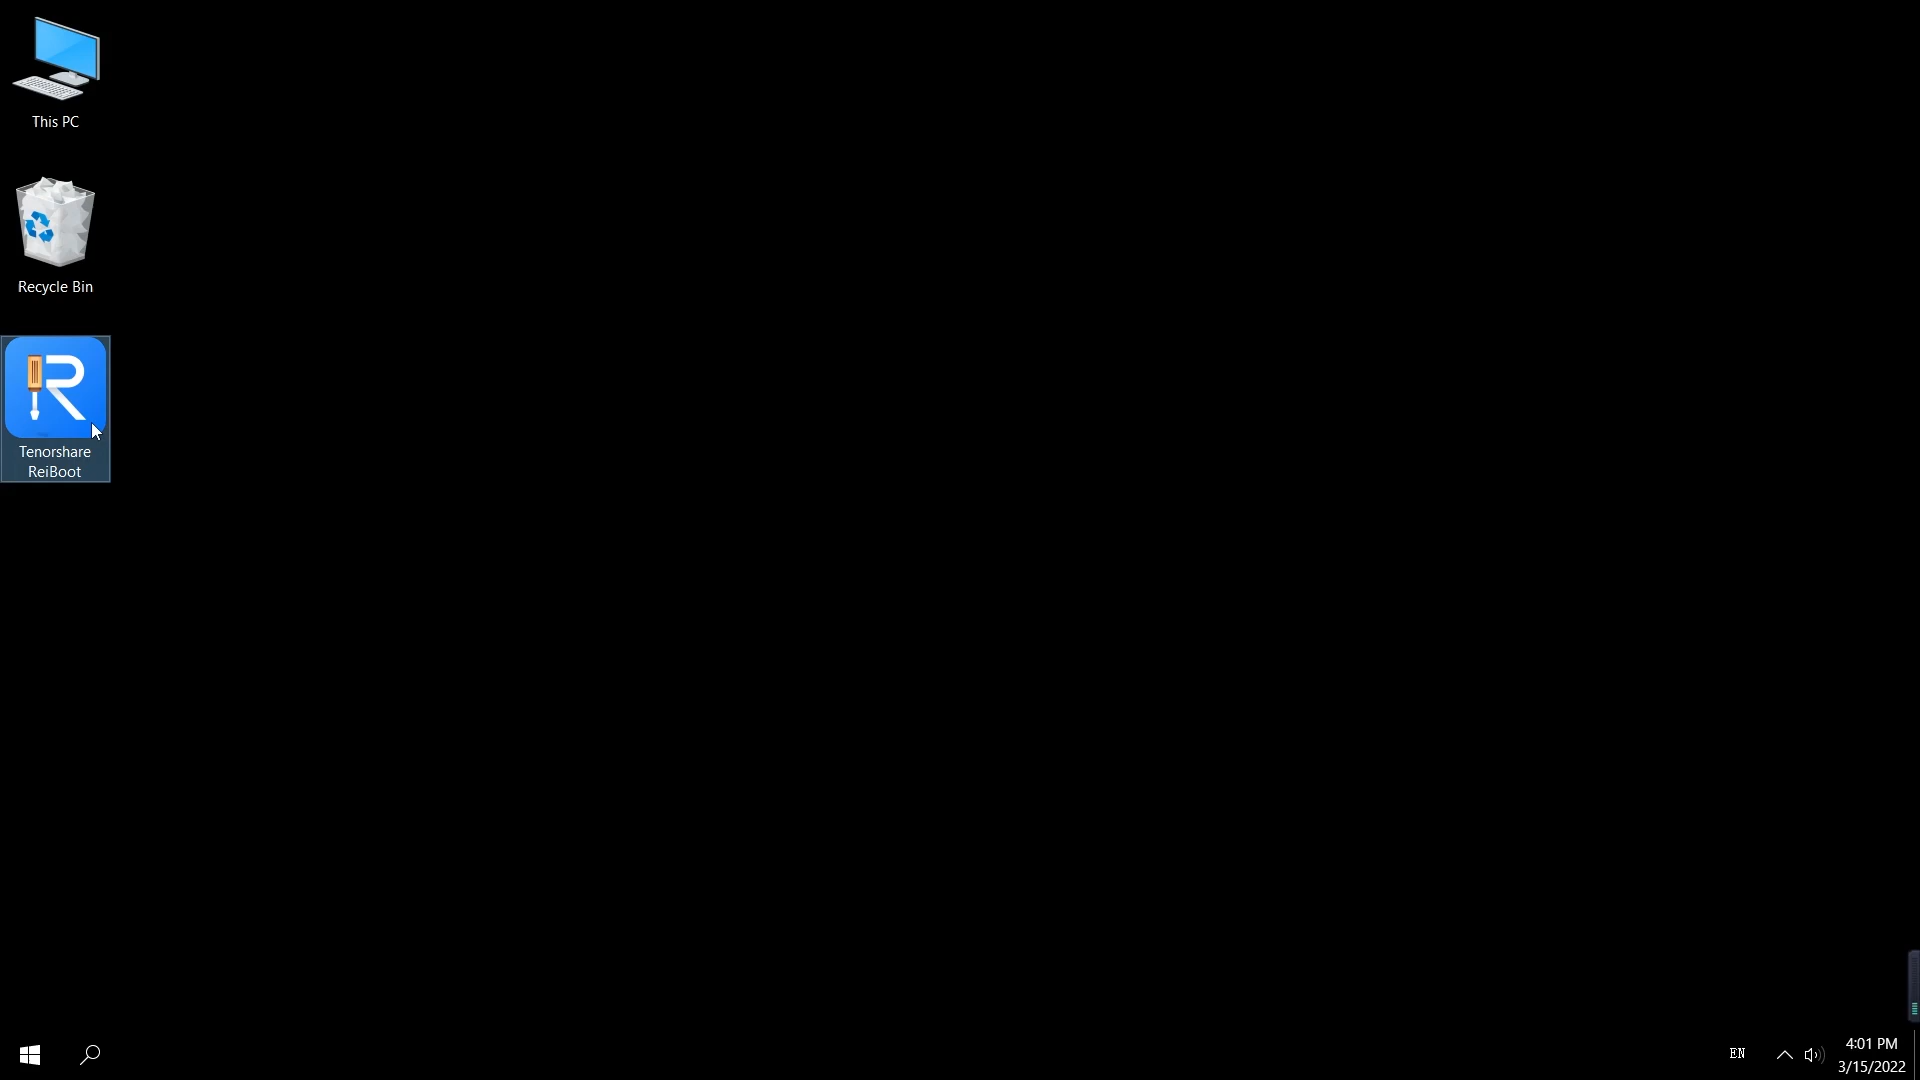 This PC
Recycle Bin
R
Tenorshare
ReiBoot
EN
4:01 PM
3/15/2022